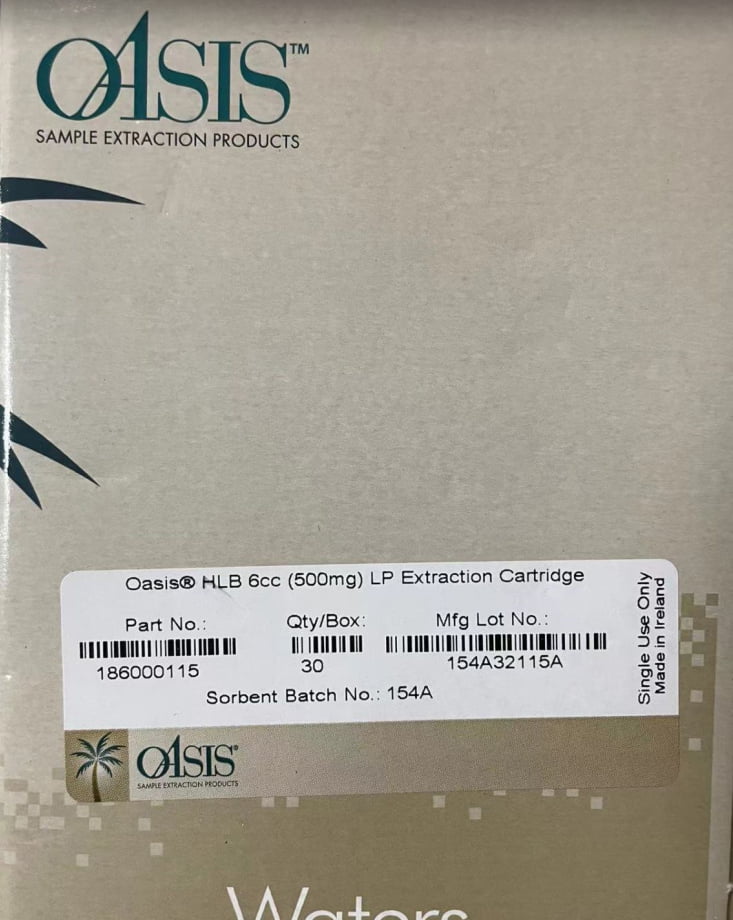 OASIS™
SAMPLE EXTRACTION PRODUCTS
Oasis® HLB 6cc (500mg) LP Extraction Cartridge
Part No.: Qty/Box: Mfg Lot No.:
186000115 30 154A32115A
Sorbent Batch No.: 154A
Single Use Only
Made in Ireland
OASIS®
SAMPLE EXTRACTION PRODUCTS
Waters